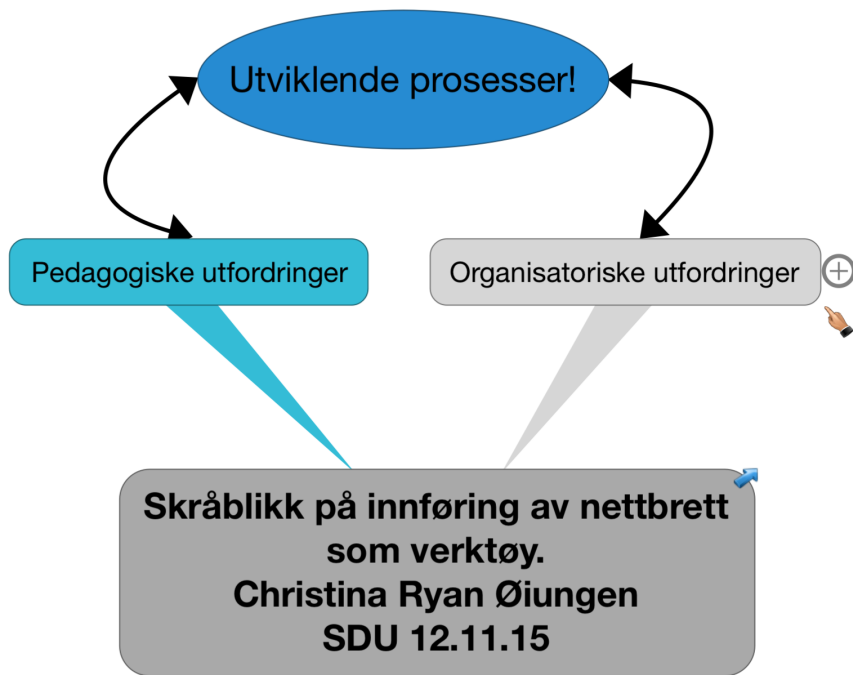 Utviklende prosesser!
Pedagogiske utfordringer
Organisatoriske utfordringer
Skråblikk på innføring av nettbrett
som verktøy.
Christina Ryan Øiungen
SDU 12.11.15